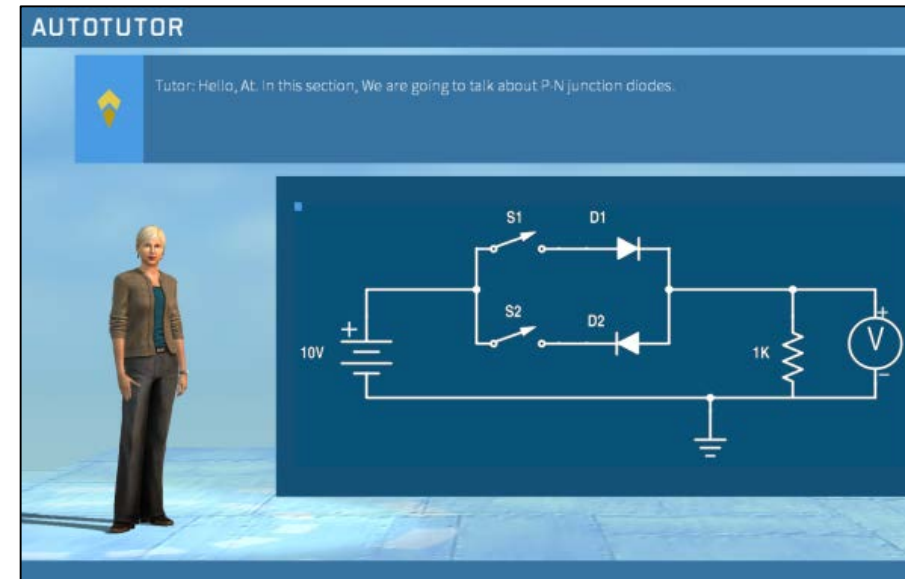 AUTOTUTOR
Tutor: Hello, At. In this section, We are going to talk about P-N junction diodes.
S1 D1
S2 D2
10V
1K
V
+
+
−